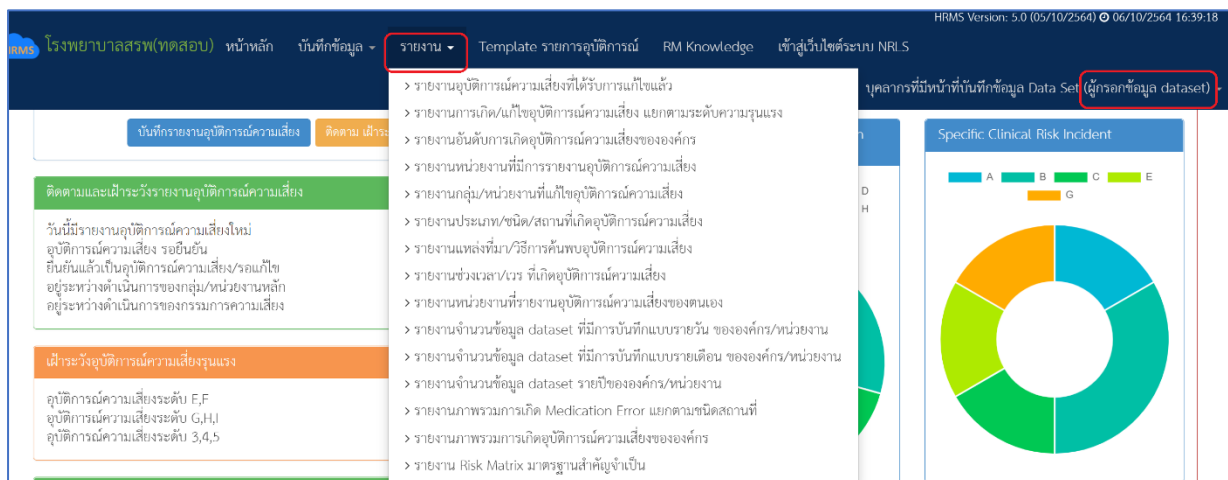 HRMS Version: 5.0 (05/10/2564) 06/10/2564 16:39:18
HRMS โรงพยาบาลสรพ(ทดสอบ) หน้าหลัก บันทึกข้อมูล รายงาน Template รายการอุบัติการณ์ RM Knowledge เข้าสู่เว็บไซต์ระบบ NRLS
บุคลากรที่มีหน้าที่บันทึกข้อมูล Data Set (ผู้กรอกข้อมูล dataset)
> รายงานอุบัติการณ์ความเสี่ยงที่ได้รับการแก้ไขแล้ว
> รายงานการเกิด/แก้ไขอุบัติการณ์ความเสี่ยง แยกตามระดับความรุนแรง
> รายงานอันดับการเกิดอุบัติการณ์ความเสี่ยงขององค์กร
> รายงานหน่วยงานที่มีการรายงานอุบัติการณ์ความเสี่ยง
> รายงานกลุ่ม/หน่วยงานที่แก้ไขอุบัติการณ์ความเสี่ยง
> รายงานประเภท/ชนิด/สถานที่เกิดอุบัติการณ์ความเสี่ยง
> รายงานแหล่งที่มา/วิธีการค้นพบอุบัติการณ์ความเสี่ยง
> รายงานช่วงเวลา/เวร ที่เกิดอุบัติการณ์ความเสี่ยง
> รายงานหน่วยงานที่รายงานอุบัติการณ์ความเสี่ยงของตนเอง
> รายงานจำนวนข้อมูล dataset ที่มีการบันทึกแบบรายวัน ขององค์กร/หน่วยงาน
> รายงานจำนวนข้อมูล dataset ที่มีการบันทึกแบบรายเดือน ขององค์กร/หน่วยงาน
> รายงานจำนวนข้อมูล dataset รายปีขององค์กร/หน่วยงาน
> รายงานภาพรวมการเกิด Medication Error แยกตามชนิดสถานที่
> รายงานภาพรวมการเกิดอุบัติการณ์ความเสี่ยงขององค์กร
> รายงาน Risk Matrix มาตรฐานสำคัญจำเป็น
บันทึกรายงานอุบัติการณ์ความเสี่ยง
ติดตาม เฝ้าระ
ติดตามและเฝ้าระวังรายงานอุบัติการณ์ความเสี่ยง
วันนี้มีรายงานอุบัติการณ์ความเสี่ยงใหม่
อุบัติการณ์ความเสี่ยง รอยืนยัน
ยืนยันแล้วเป็นอุบัติการณ์ความเสี่ยง/รอแก้ไข
อยู่ระหว่างดำเนินการของกลุ่ม/หน่วยงานหลัก
อยู่ระหว่างดำเนินการของกรรมการความเสี่ยง
เฝ้าระวังอุบัติการณ์ความเสี่ยงรุนแรง
อุบัติการณ์ความเสี่ยงระดับ E,F
อุบัติการณ์ความเสี่ยงระดับ G,H,I
อุบัติการณ์ความเสี่ยงระดับ 3,4,5
n
D
H
Specific Clinical Risk Incident
A B C E
G